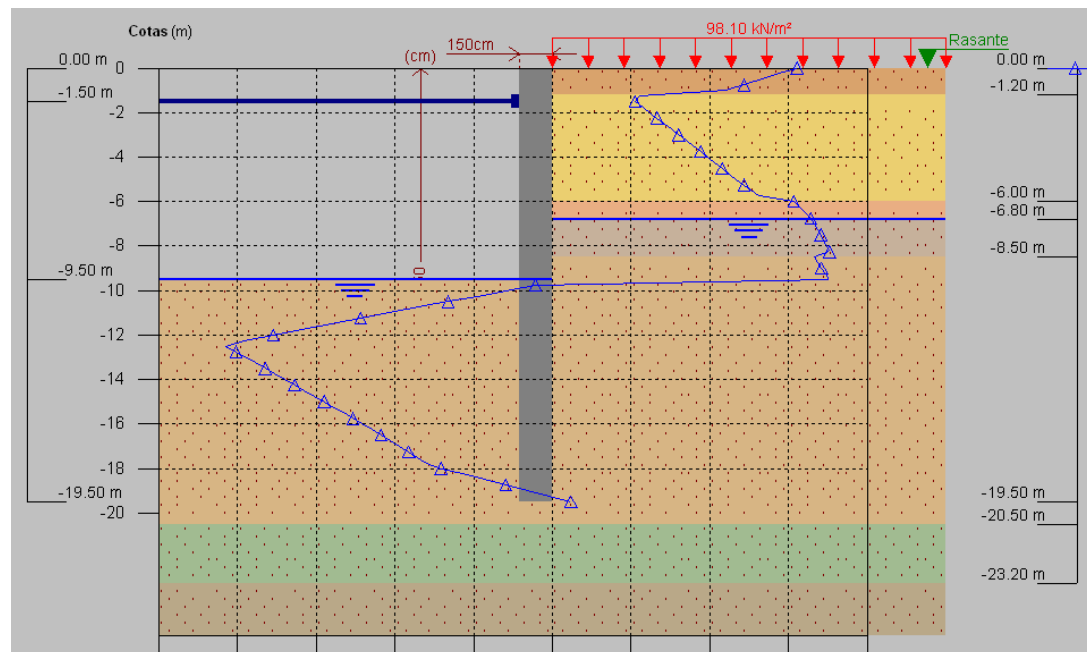 Cotas (m)
150cm
98.10 kN/m²
Rasante
(cm)
0.00 m
-1.50 m
-9.50 m
-19.50 m
0
-2
-4
-6
-8
-10
-12
-14
-16
-18
-20
0.00 m
-1.20 m
-6.00 m
-6.80 m
-8.50 m
-19.50 m
-20.50 m
-23.20 m